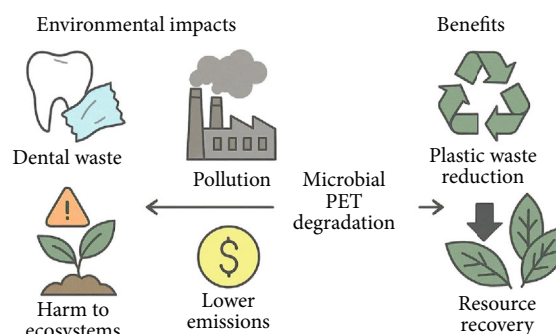 Environmental impacts
Benefits
Dental waste
Pollution
Plastic waste
reduction
Microbial
PET
degradation
!
$
Harm to
ecosystems
Lower
emissions
Resource
recovery